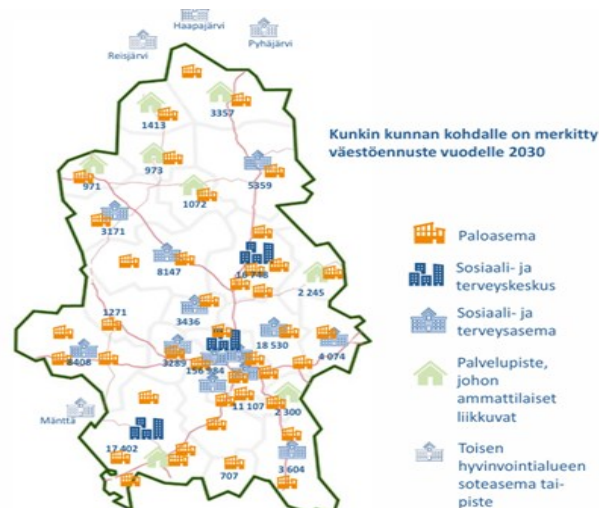 Haapajärvi
Reisjärvi
Pyhäjärvi
Kunkin kunnan kohdalle on merkitty
väestöennuste vuodelle 2030
1413
3357
973
971
5359
1072
3171
8147
2 245
1271
3436
18 530
4 074
3289
11 107
2 300
Mänttä
17 402
707
3 604
Paloasema
Sosiaali- ja
terveyskeskus
Sosiaali- ja
terveysasema
Palvelupiste,
johon
ammattilaiset
liikkuvat
Toisen
hyvinvointialueen
soteasema tai-
piste